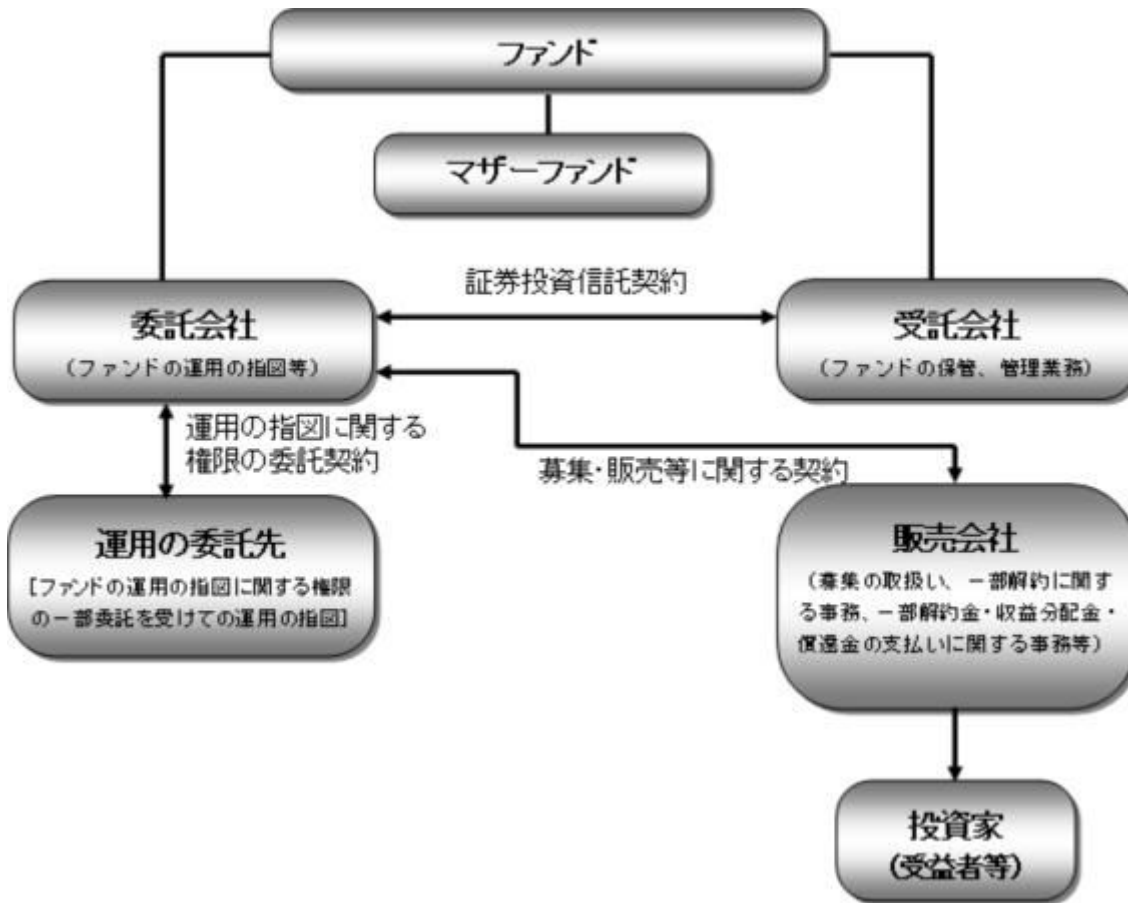 ファンド
マザーファンド
証券投資信託契約
委託会社
(ファンドの運用の指図等)
受託会社
(ファンドの保管、管理業務)
運用の指図に関する
権限の委託契約
募集・販売等に関する契約
運用の委託先
[ファンドの運用の指図に関する権限
の一部委託を受けての運用の指図]
販売会社
(募集の取扱い、一部解約に関す
る事務、一部解約金・収益分配金・
償還金の支払いに関する事務等)
投資家
(受益者等)